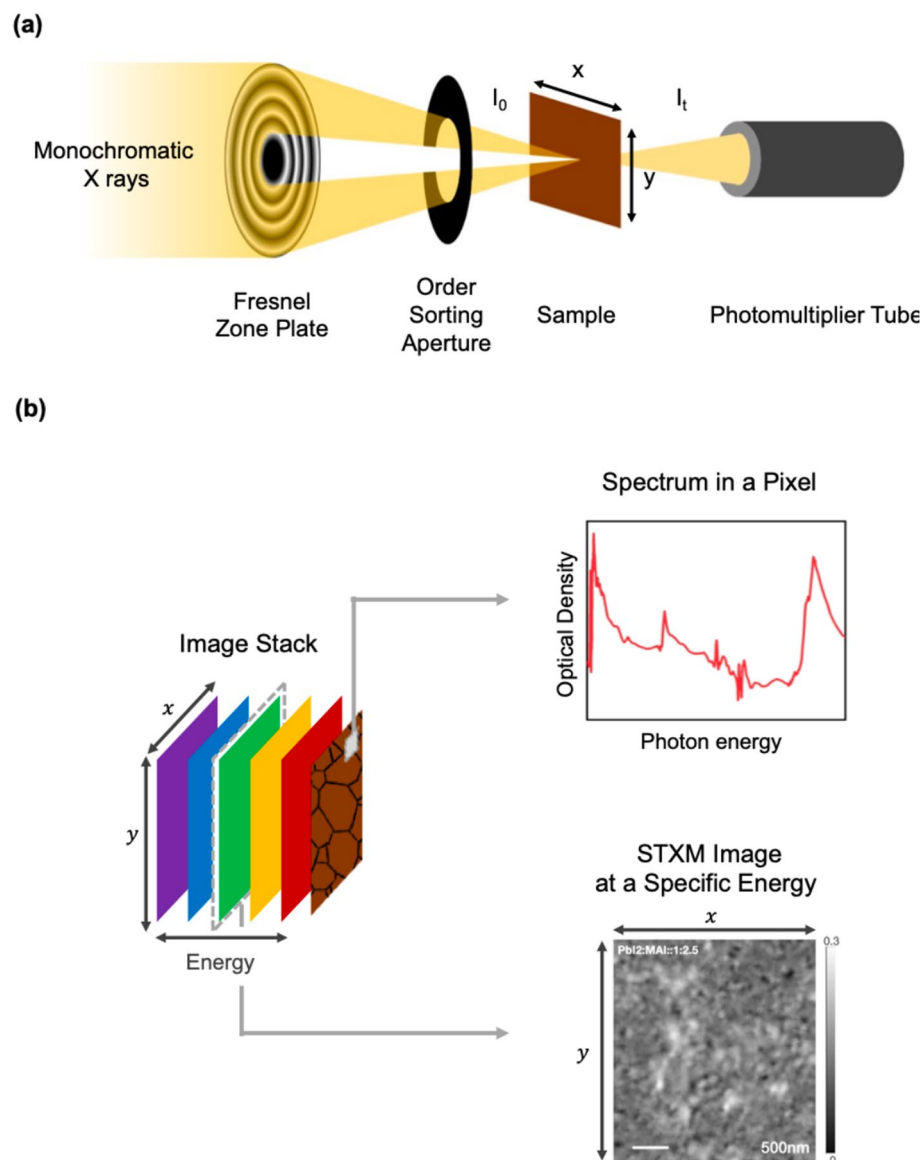 (a)
x
I₀
Iₜ
Monochromatic
X rays
y
Fresnel
Zone Plate
Order
Sorting
Aperture
Sample
Photomultiplier Tube
(b)
Spectrum in a Pixel
Optical Density
Photon energy
Image Stack
x
y
Energy
STXM Image
at a Specific Energy
x
y
PbI2:MAI::1:2.5
0.3
500nm
0